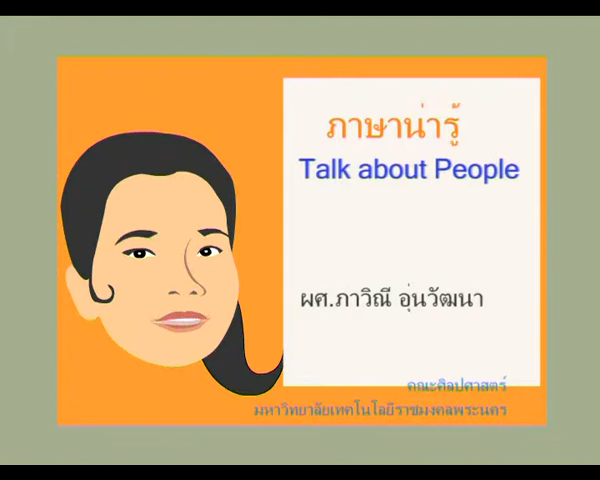 ภาษาน่ารู้
Talk about People
ผศ.ภาวิณี อุ่นวัฒนา
คณะศิลปศาสตร์
มหาวิทยาลัยเทคโนโลยีราชมงคลพระนคร